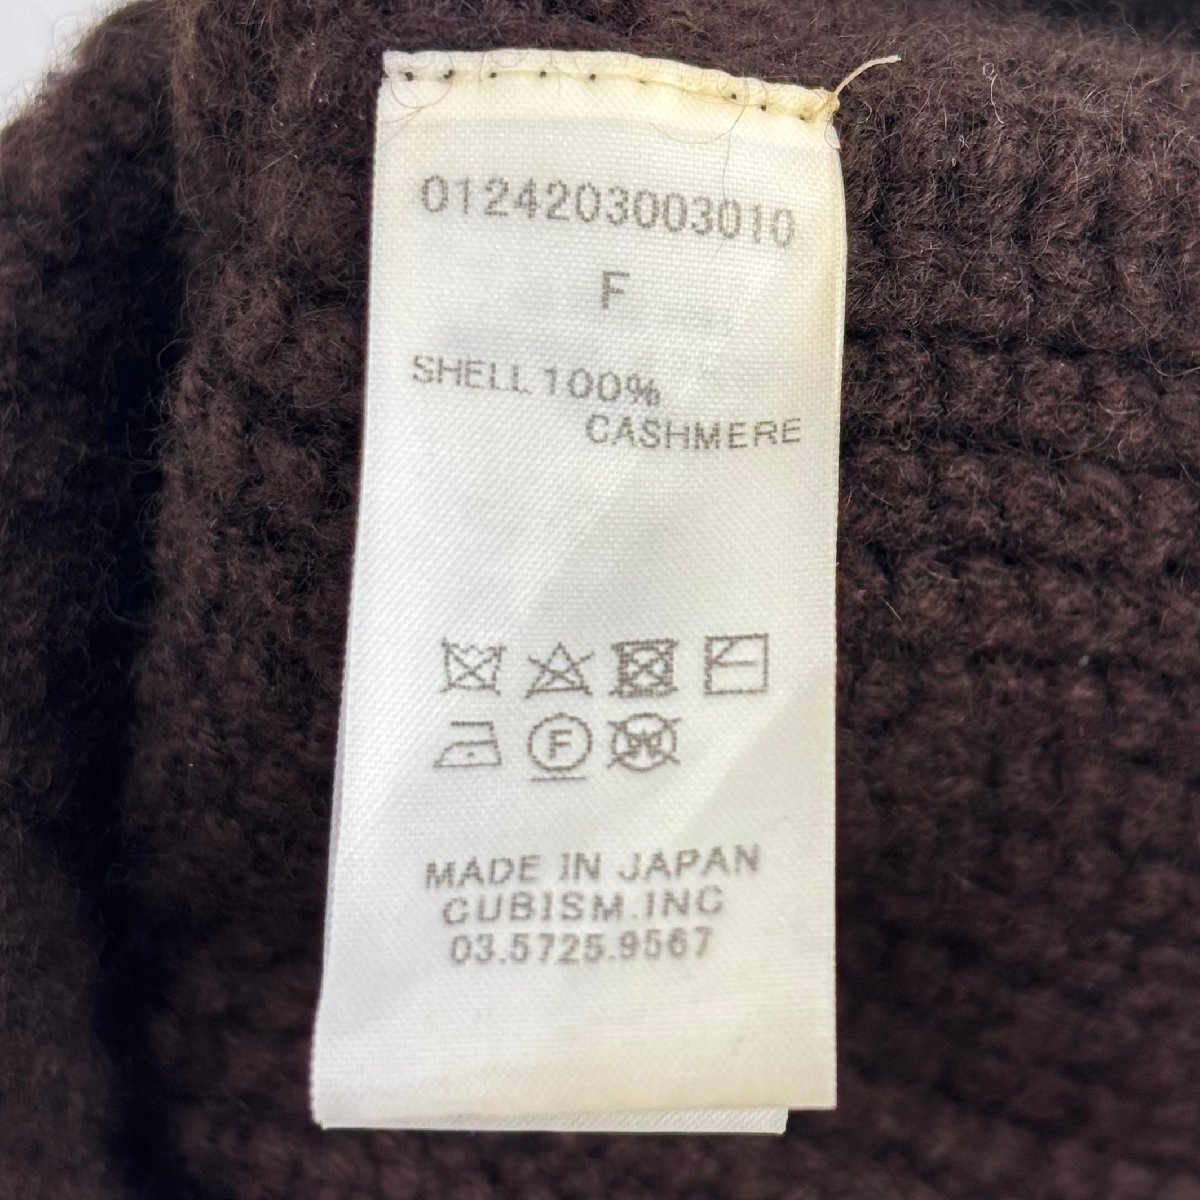 0124203003010
F
SHELL 100%
CASHMERE
F
W
MADE IN JAPAN
CUBISM.INC
03.5725.9567